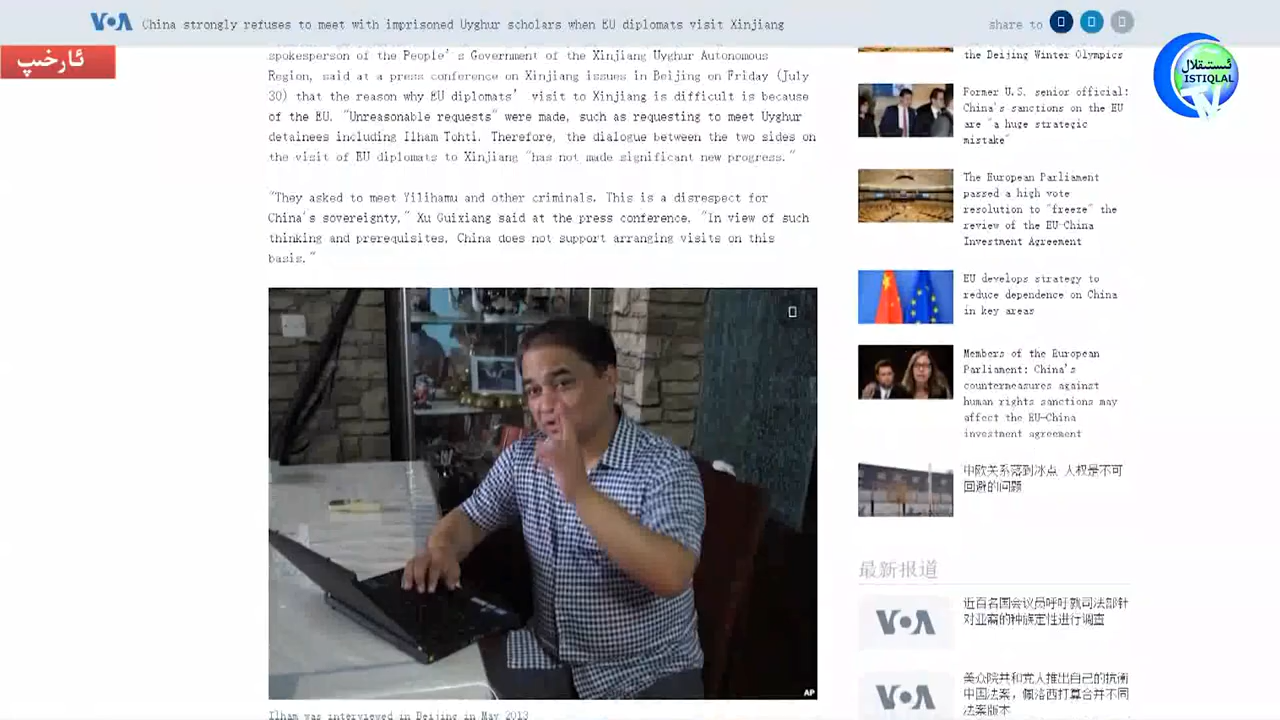 VOA China strongly refuses to meet with imprisoned Uyghur scholars when EU diplomats visit Xinjiang
share to
ئارخىپ
ئىستىقلال
ISTIQLAL
TV
spokesperson of the People's Government of the Xinjiang Uyghur Autonomous
Region, said at a press conference on Xinjiang issues in Beijing on Friday (July
30) that the reason why EU diplomats' visit to Xinjiang is difficult is because
of the EU. "Unreasonable requests" were made, such as requesting to meet Uyghur
detainees including Ilham Tohti. Therefore, the dialogue between the two sides on
the visit of EU diplomats to Xinjiang "has not made significant new progress."
"They asked to meet Yilihamu and other criminals. This is a disrespect for
China's sovereignty," Xu Guixiang said at the press conference. "In view of such
thinking and prerequisites, China does not support arranging visits on this
basis."
AP
Ilham was interviewed in Beijing in May 2013
the Beijing Winter Olympics
Former U.S. senior official:
China's sanctions on the EU
are "a huge strategic
mistake"
The European Parliament
passed a high vote
resolution to "freeze" the
review of the EU-China
Investment Agreement
EU develops strategy to
reduce dependence on China
in key areas
Members of the European
Parliament: China's
countermeasures against
human rights sanctions may
affect the EU-China
investment agreement
中欧关系落到冰点 人权是不可
回避的问题
最新报道
VOA
近百名国会议员呼吁就司法部针
对亚裔的种族定性进行调查
VOA
美众院共和党人推出自己的抗衡
中国法案，佩洛西打算合并不同
法案版本